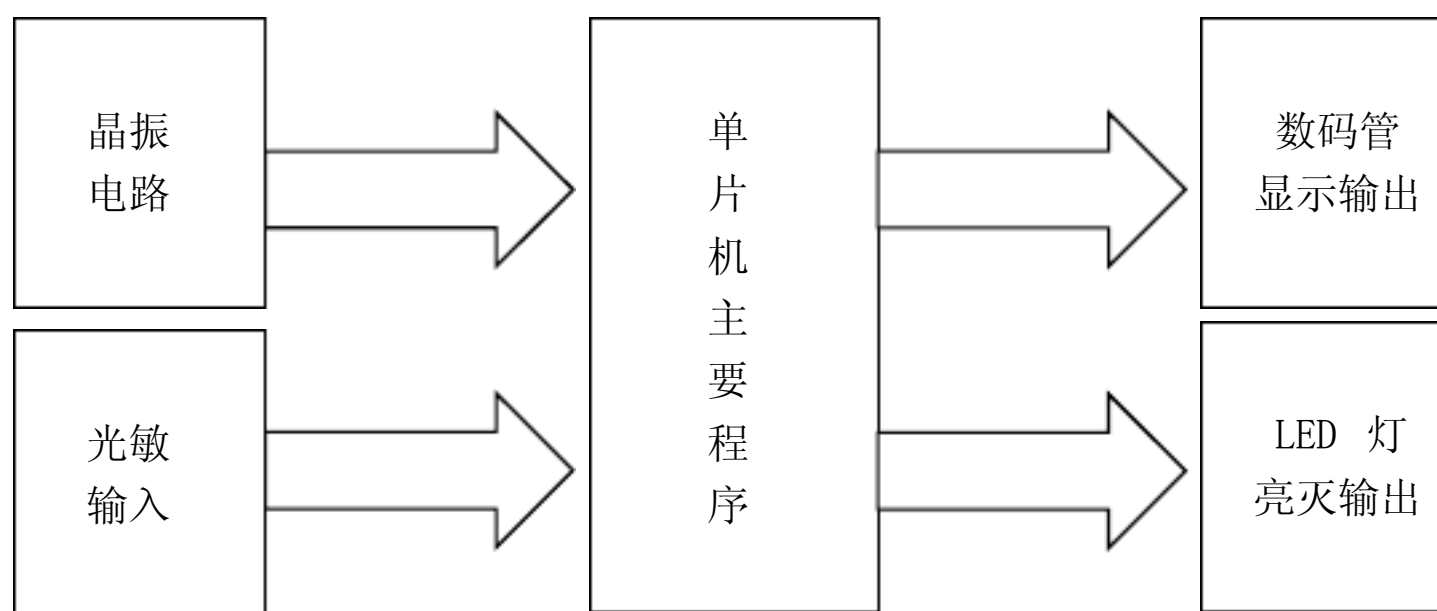 晶振
电路
光敏
输入
单
片
机
主
要
程
序
数码管
显示输出
LED 灯
亮灭输出